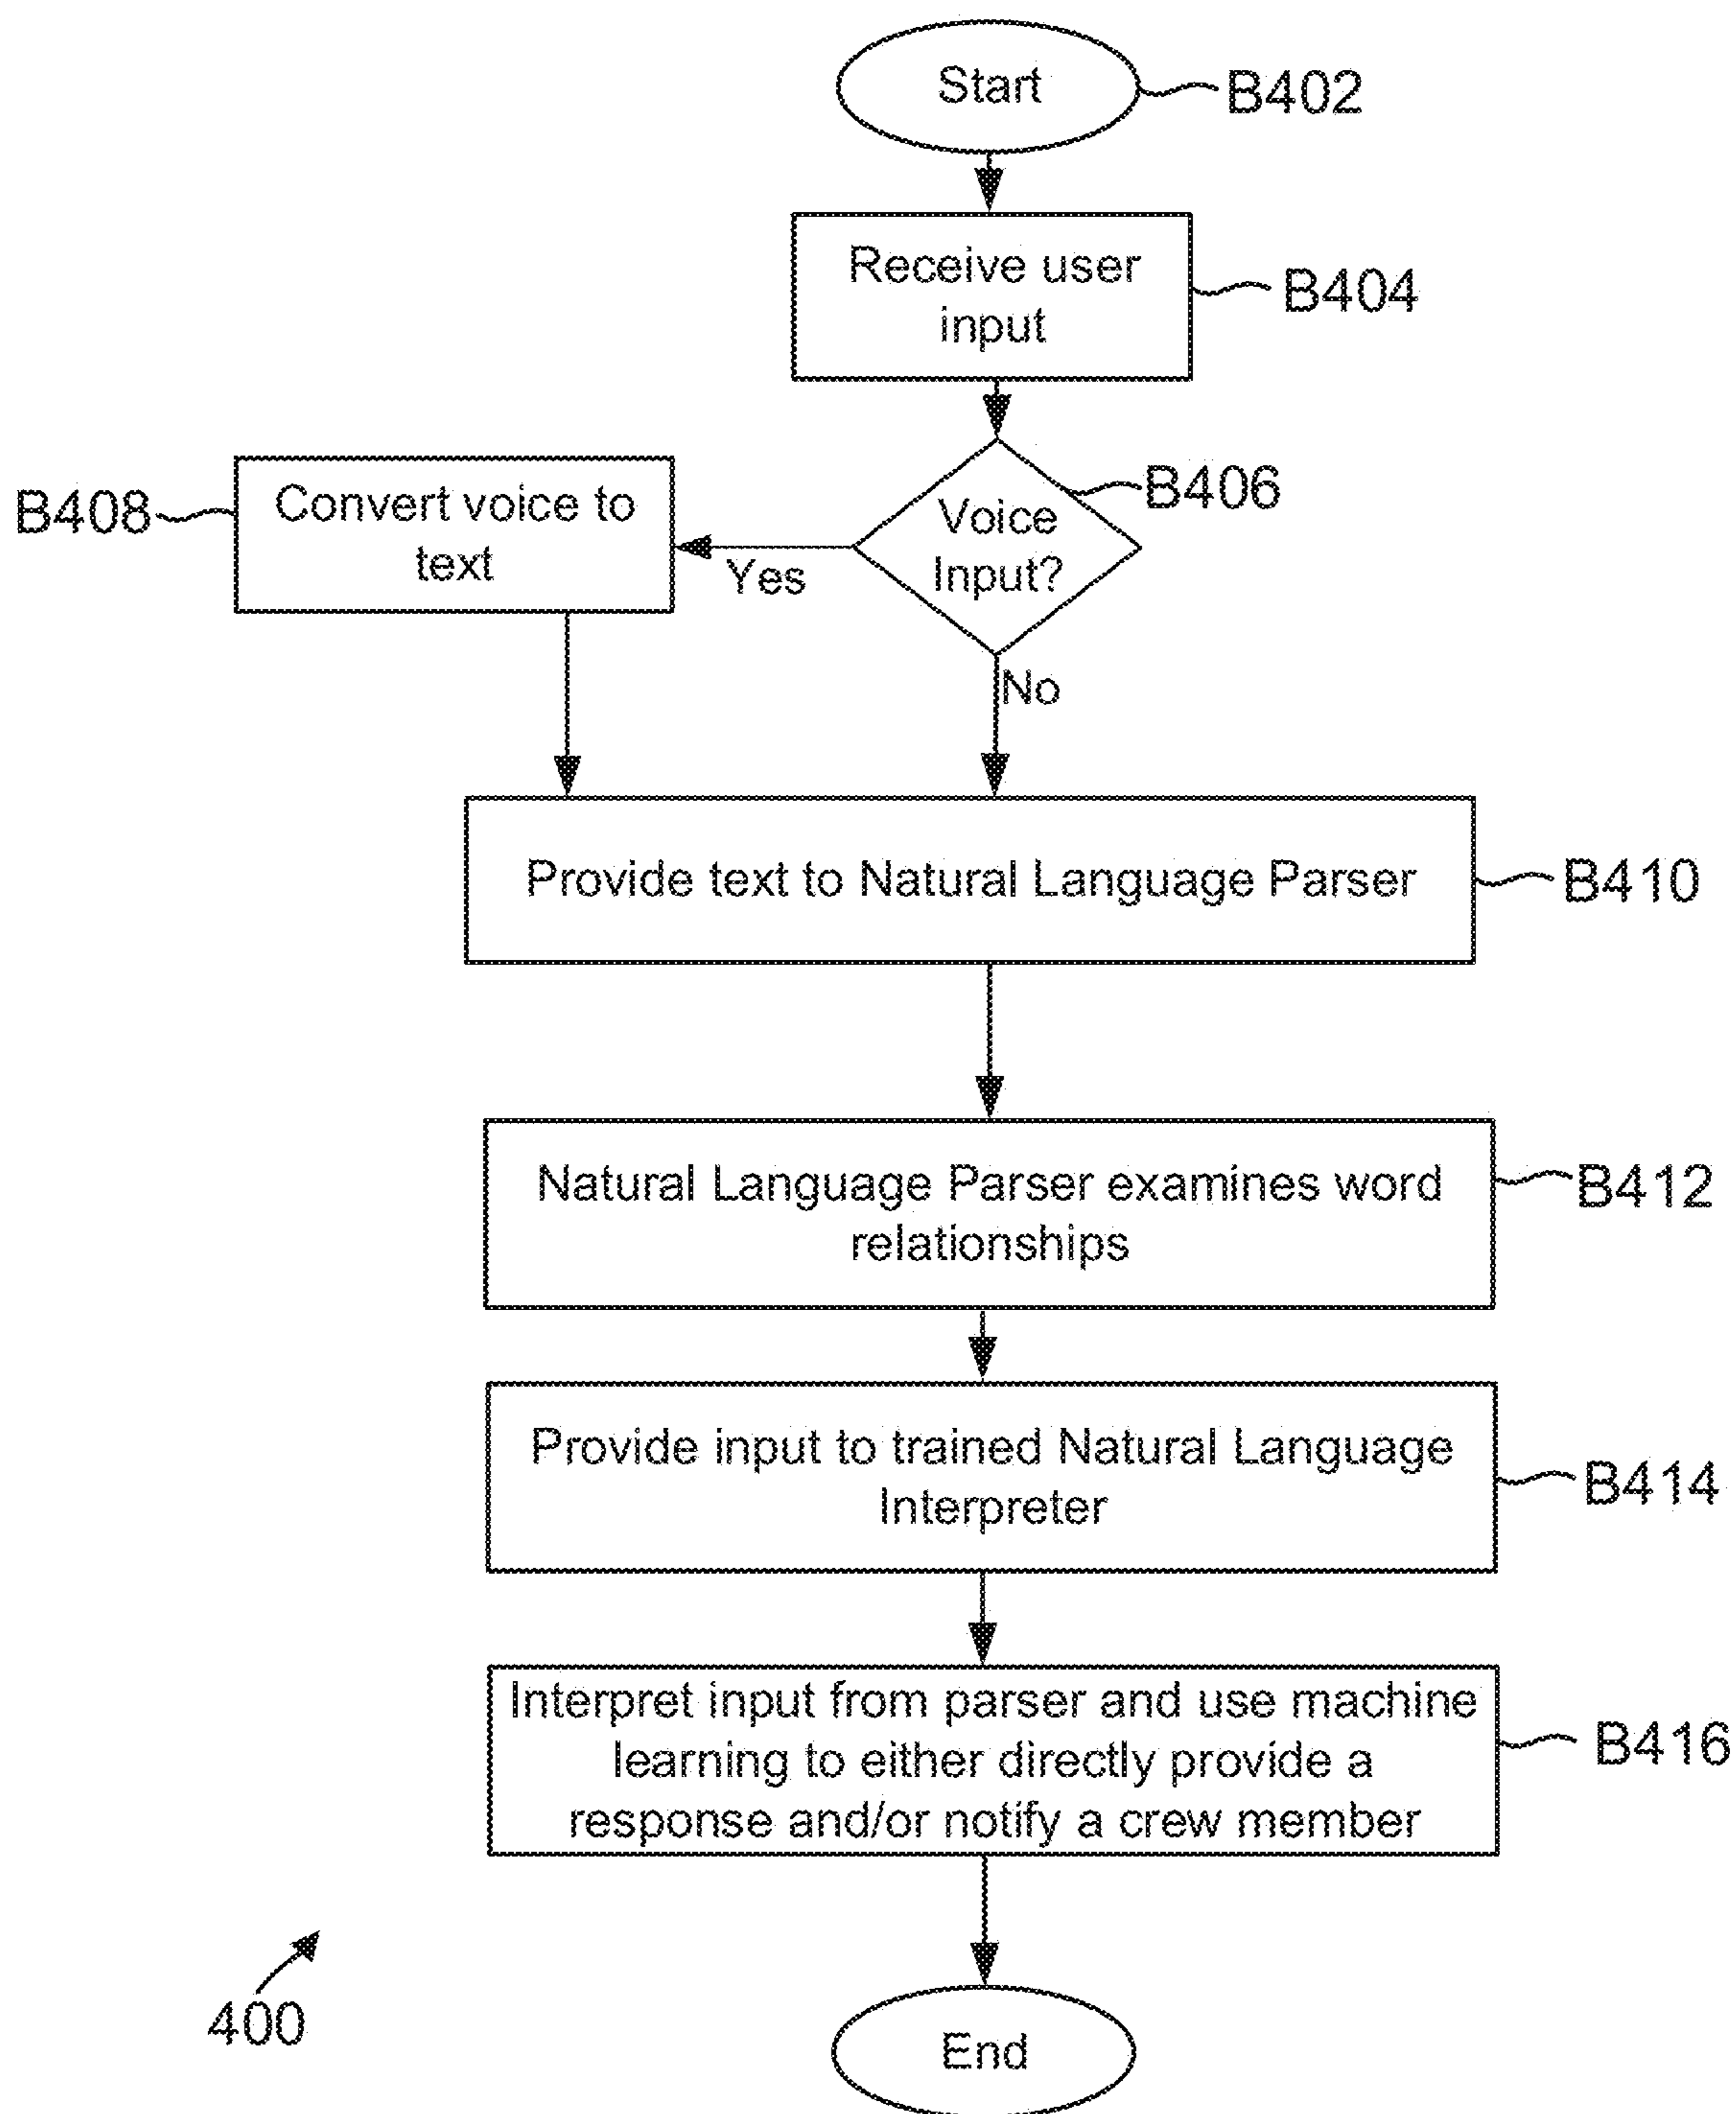 Start
B402
Receive user
input
B404
Voice
Input?
B406
Yes
No
Convert voice to
text
B408
Provide text to Natural Language Parser
B410
Natural Language Parser examines word
relationships
B412
Provide input to trained Natural Language
Interpreter
B414
Interpret input from parser and use machine
learning to either directly provide a
response and/or notify a crew member
B416
400
End